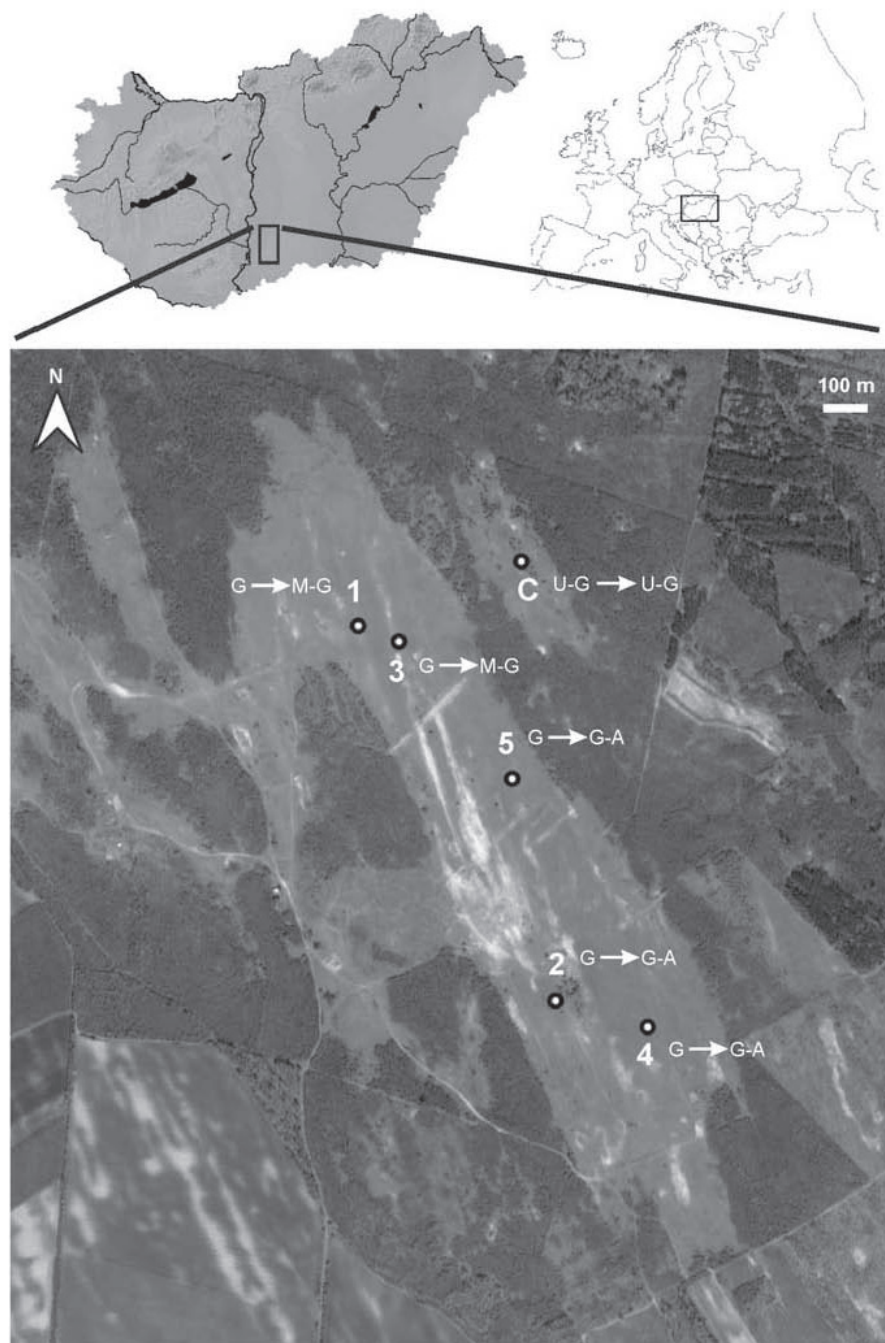 N
100 m
G → M-G
1
C
U-G → U-G
3
G → M-G
5
G → G-A
2
G → G-A
4
G → G-A